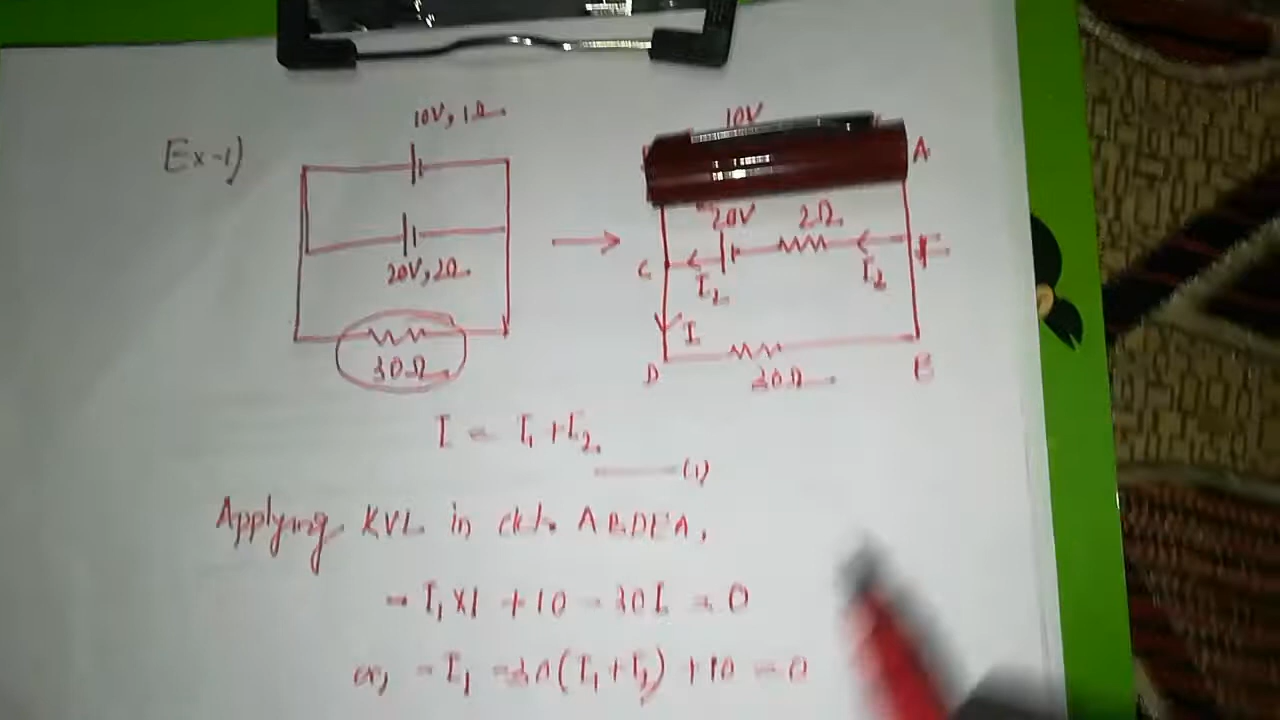 Ex-1)
10V, 1Ω.
20V, 2Ω.
30Ω.
10V
A
20V
2Ω.
C
I₂
I₂
F
I
D
30Ω
B
I = I₁ + I₂.
(1)
Applying KVL in ckt. ABDEA,
- I₁ X 1 + 10 - 30I = 0
or, - I₁ - 30(I₁ + I₂) + 10 = 0